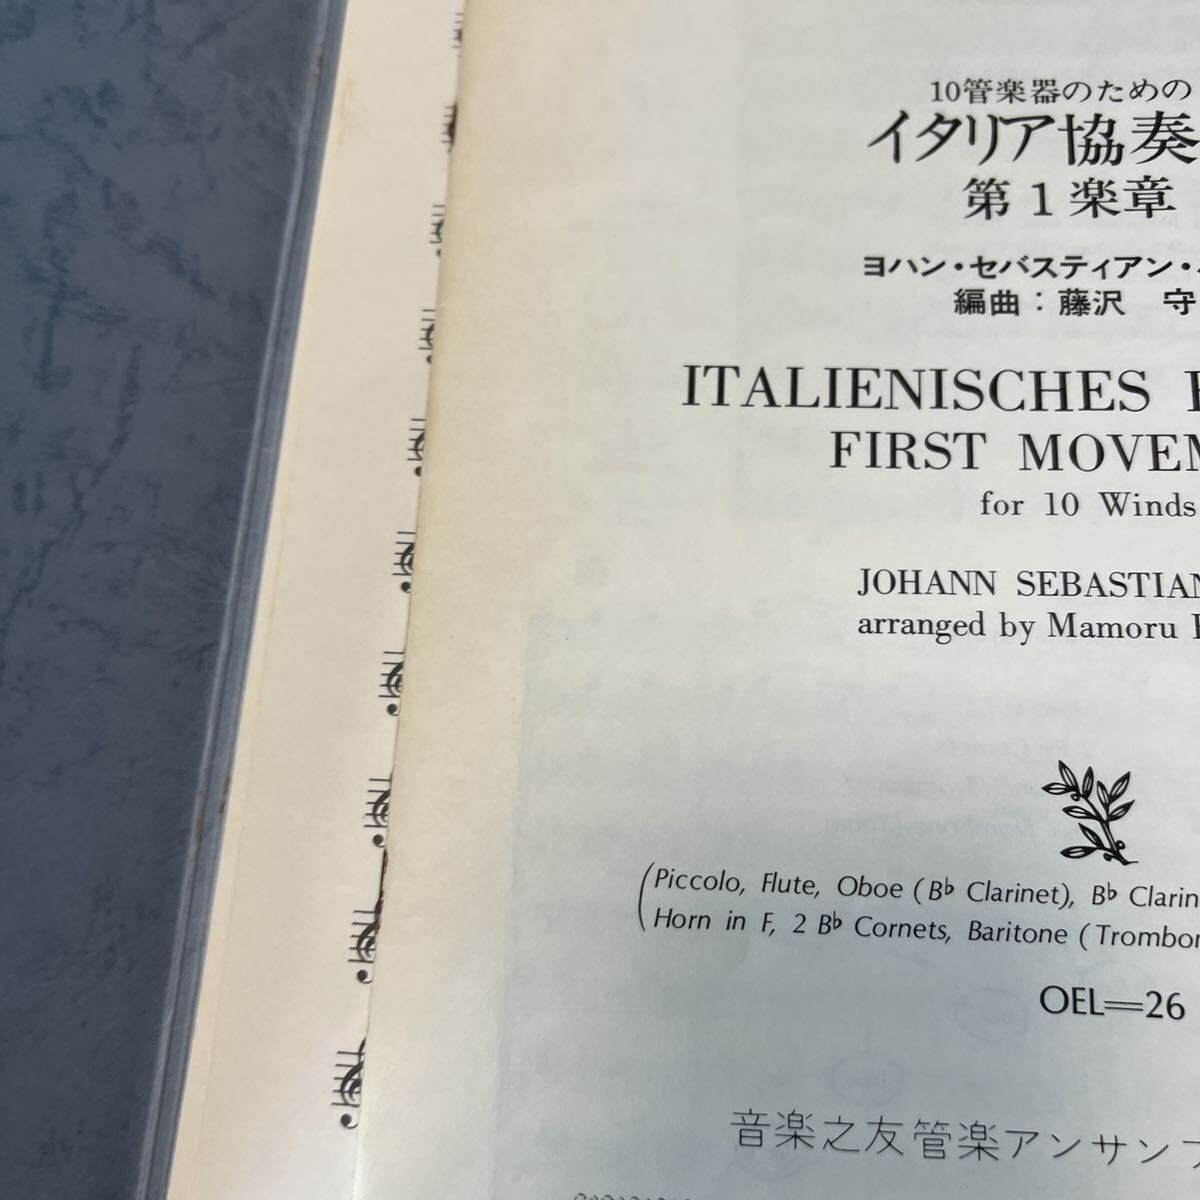 10管楽器のための
イタリア協奏
第1楽章
ヨハン・セバスティアン・
編曲：藤沢 守
ITALIENISCHES
FIRST MOVEM
for 10 Winds
JOHANN SEBASTIAN
arranged by Mamoru
(Piccolo, Flute, Oboe (B♭ Clarinet), B♭ Clarin
Horn in F, 2 B♭ Cornets, Baritone (Trombon
OEL=26
音楽之友管楽アンサンブ